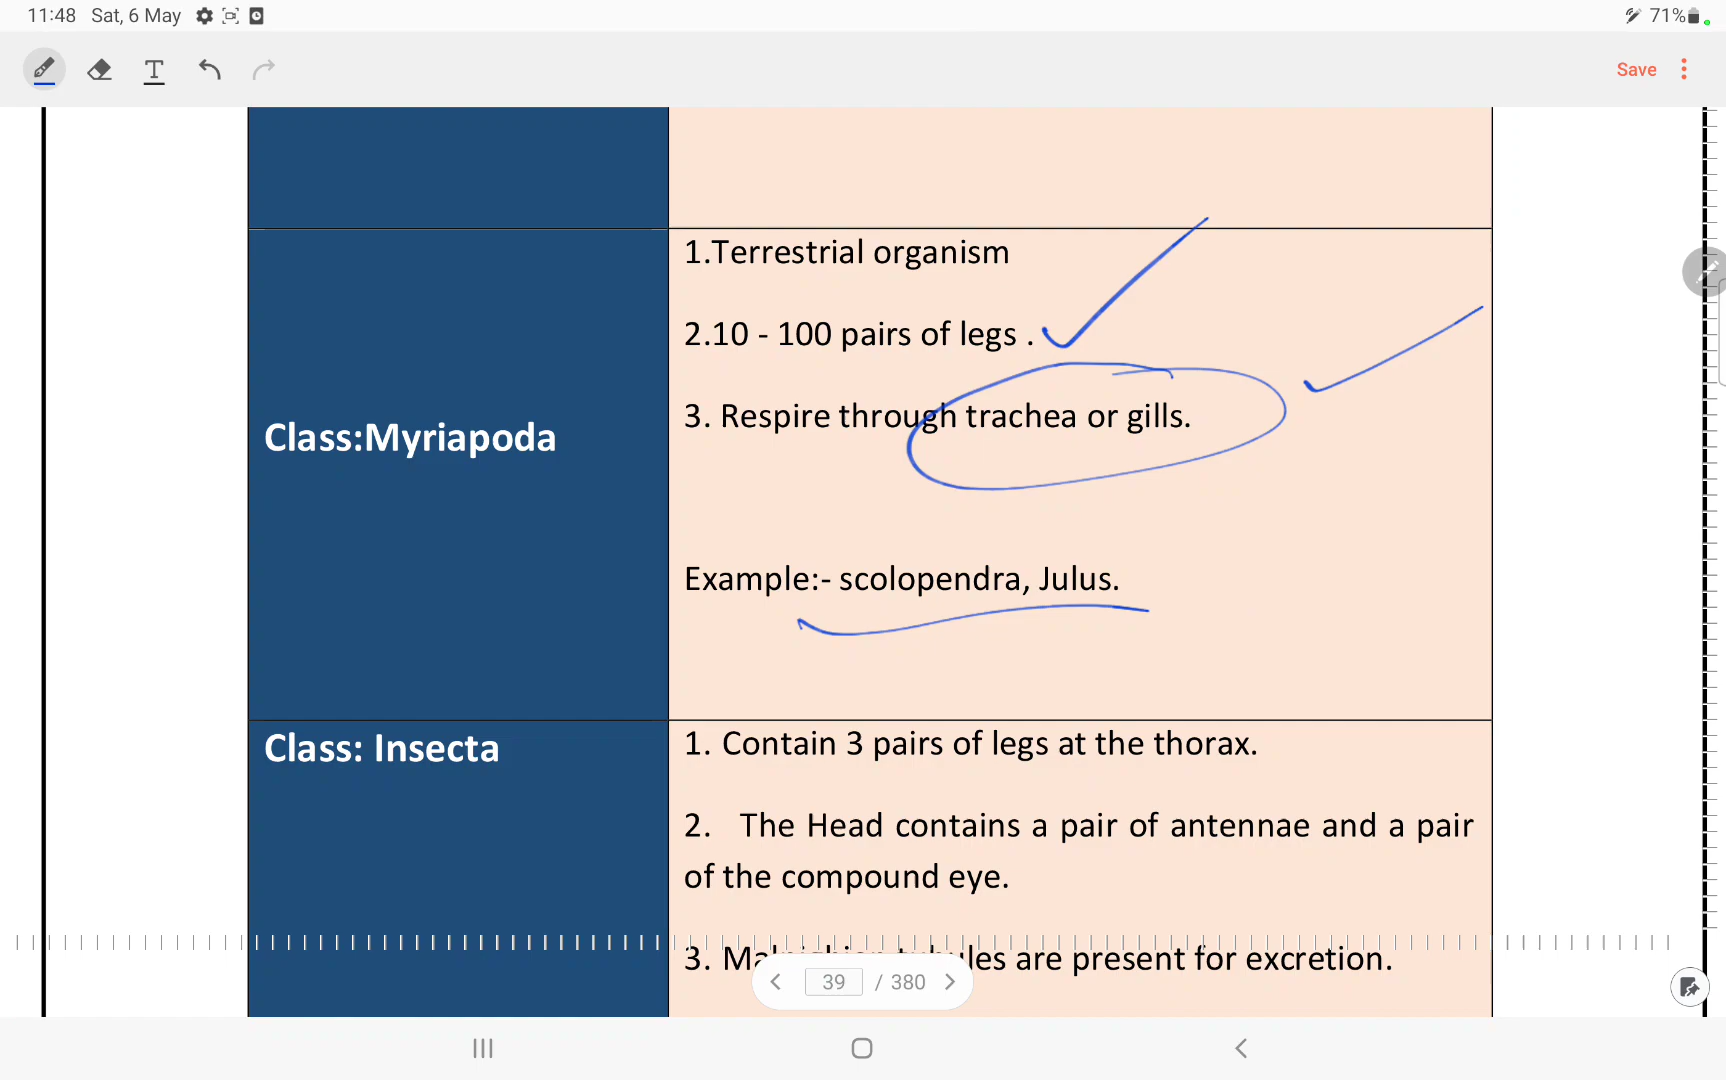 11:48 Sat, 6 May
71%
T
Save
1.Terrestrial organism
2.10 - 100 pairs of legs .
3. Respire through trachea or gills.
Class:Myriapoda
Example:- scolopendra, Julus.
Class: Insecta
1. Contain 3 pairs of legs at the thorax.
2. The Head contains a pair of antennae and a pair
of the compound eye.
3. Malpighian tubules are present for excretion.
39 / 380